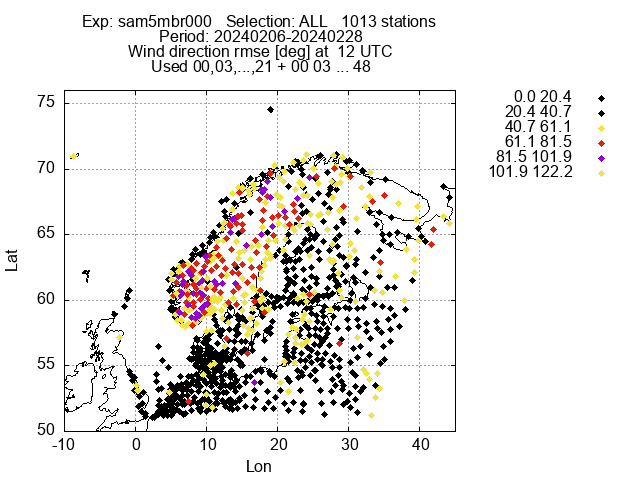 Exp: sam5mbr000   Selection: ALL   1013 stations
Period: 20240206-20240228
Wind direction rmse [deg] at  12 UTC
Used 00,03,...,21 + 00 03 ... 48
0.0 20.4
20.4 40.7
40.7 61.1
61.1 81.5
81.5 101.9
101.9 122.2
75
70
65
60
55
50
Lat
-10 0 10 20 30 40
Lon